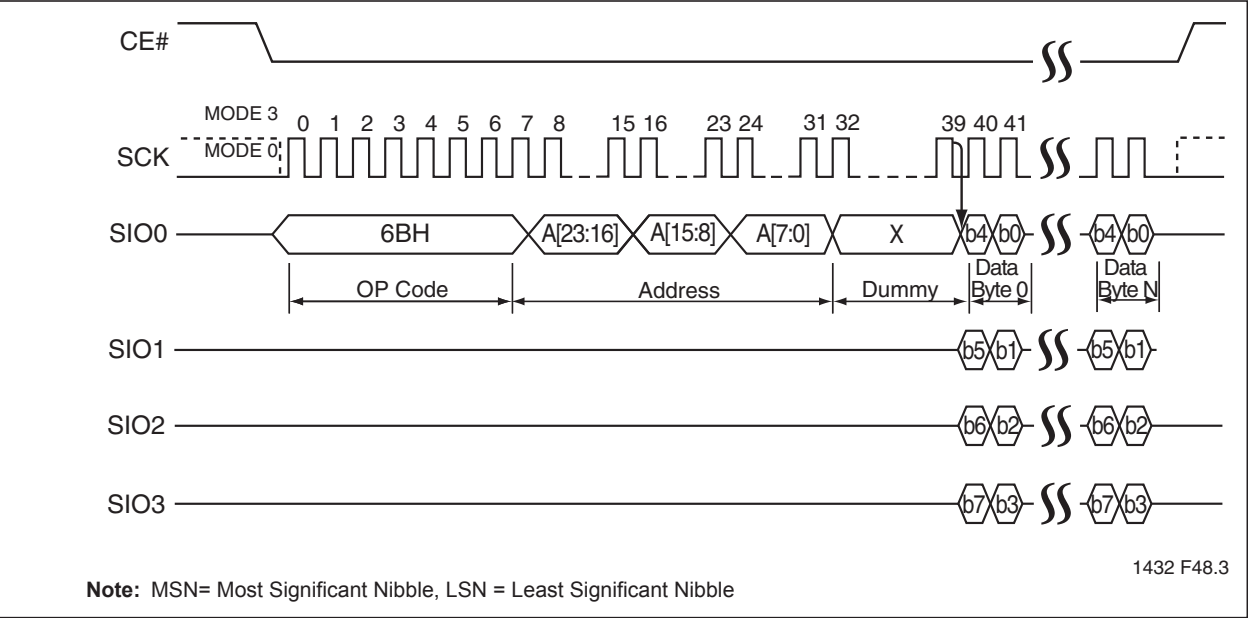 CE#
MODE 3
0 1 2 3 4 5 6 7 8 15 16 23 24 31 32 39 40 41
SCK MODE 0
SIO0 6BH A[23:16] A[15:8] A[7:0] X b4 b0 b4 b0
OP Code Address Dummy Data Byte 0 Data Byte N
SIO1 b5 b1 b5 b1
SIO2 b6 b2 b6 b2
SIO3 b7 b3 b7 b3
1432 F48.3
Note: MSN= Most Significant Nibble, LSN = Least Significant Nibble